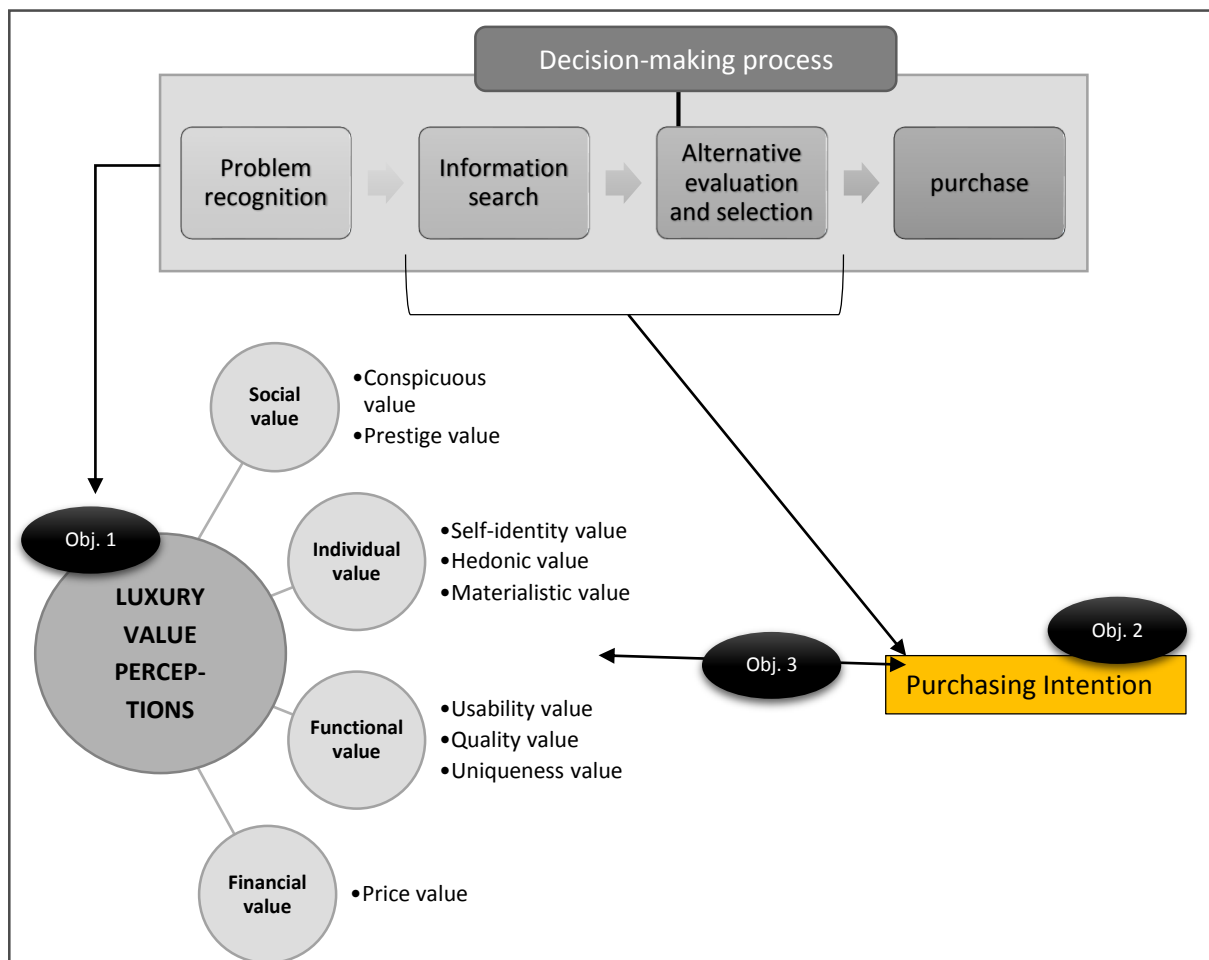 Decision-making process
Problem
recognition
Information
search
Alternative
evaluation
and selection
purchase
Social
value
•Conspicuous
value
•Prestige value
Obj. 1
LUXURY
VALUE
PERCEP-
TIONS
Individual
value
•Self-identity value
•Hedonic value
•Materialistic value
Obj. 2
Obj. 3
Purchasing Intention
Functional
value
•Usability value
•Quality value
•Uniqueness value
Financial
value
•Price value